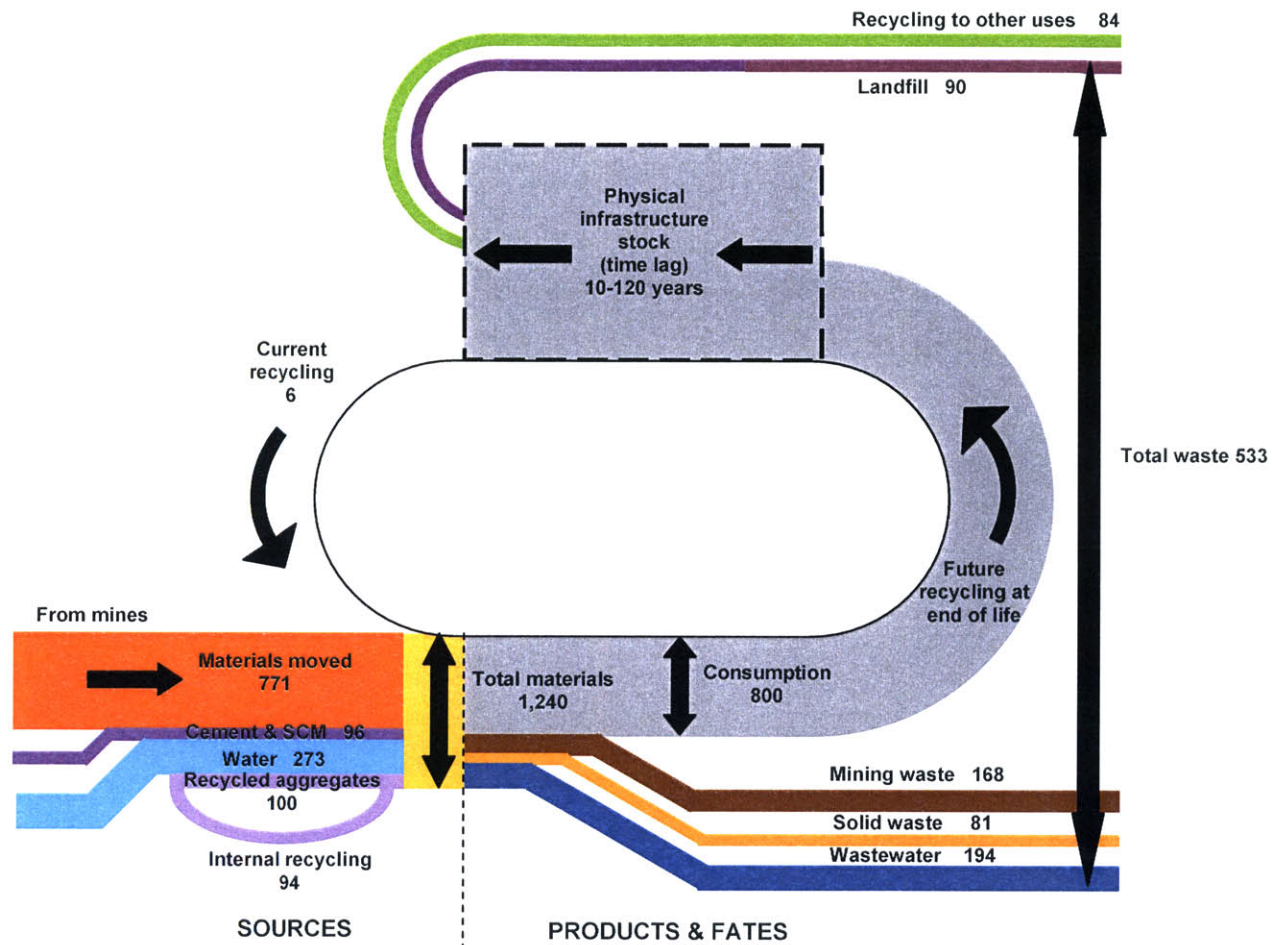 Recycling to other uses 84
Landfill 90
Physical
infrastructure
stock
(time lag)
10-120 years
Current
recycling
6
Total waste 533
Future
recycling at
end of life
From mines
Materials moved
771
Total materials
1,240
Consumption
800
Cement & SCM 96
Water 273
Recycled aggregates
100
Internal recycling
94
Mining waste 168
Solid waste 81
Wastewater 194
SOURCES
PRODUCTS & FATES